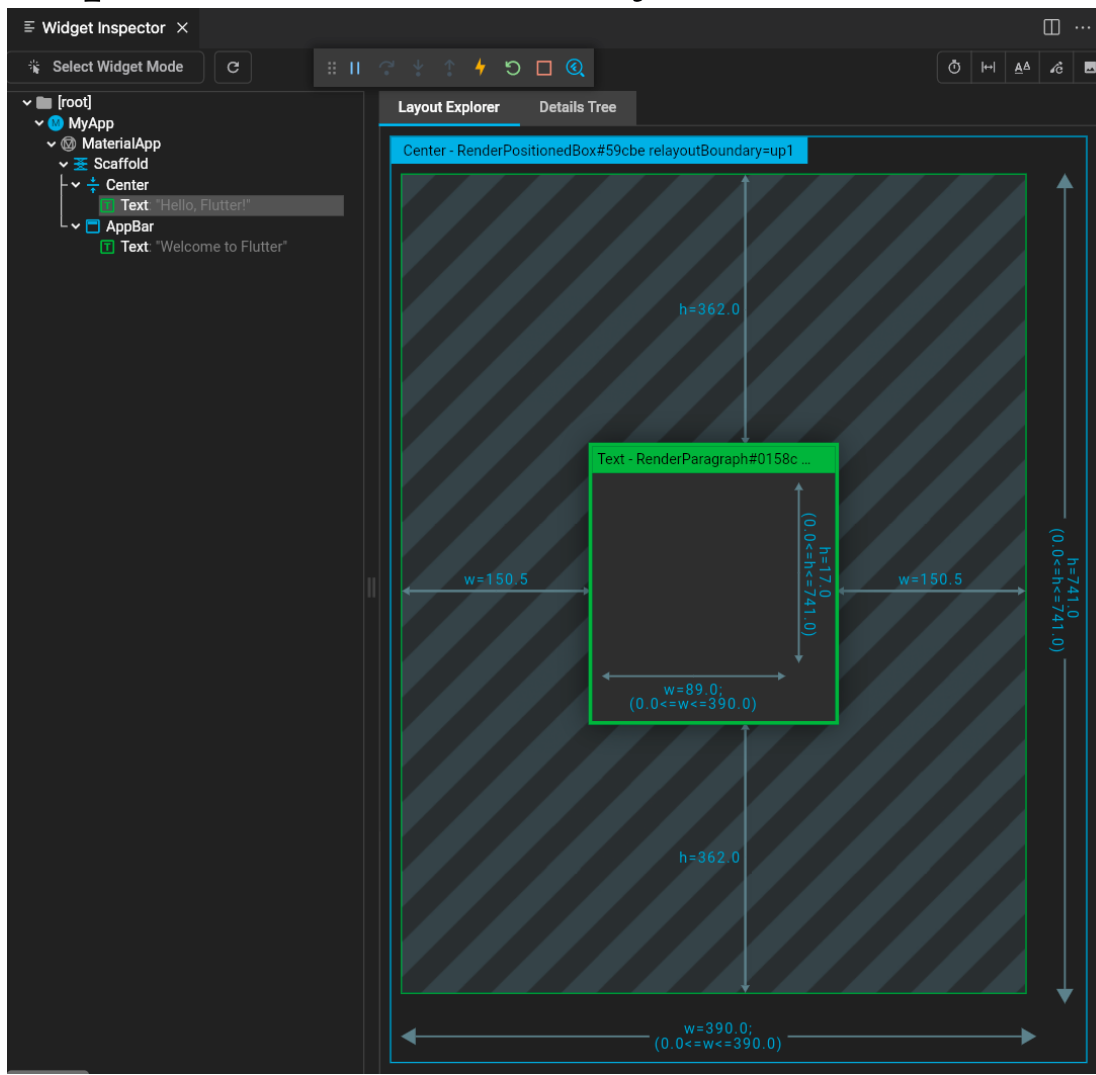 Widget Inspector
Select Widget Mode
[root]
MyApp
MaterialApp
Scaffold
Center
Text: "Hello, Flutter!"
AppBar
Text: "Welcome to Flutter"
Layout Explorer Details Tree
Center - RenderPositionedBox#59cbe relayoutBoundary=up1
h=362.0
Text - RenderParagraph#0158c ...
h=17.0
(0.0<=h<=741.0)
w=150.5
w=150.5
h=741.0
(0.0<=h<=741.0)
w=89.0;
(0.0<=w<=390.0)
h=362.0
w=390.0;
(0.0<=w<=390.0)